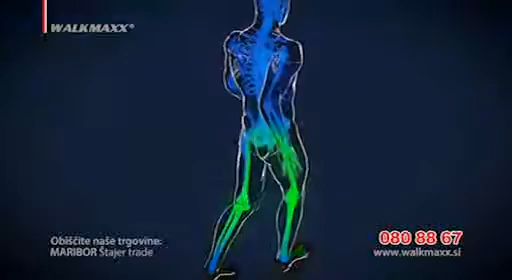 WALKMAXX®
Obiščite naše trgovine:
MARIBOR Štajer trade
080 88 67
www.walkmaxx.si